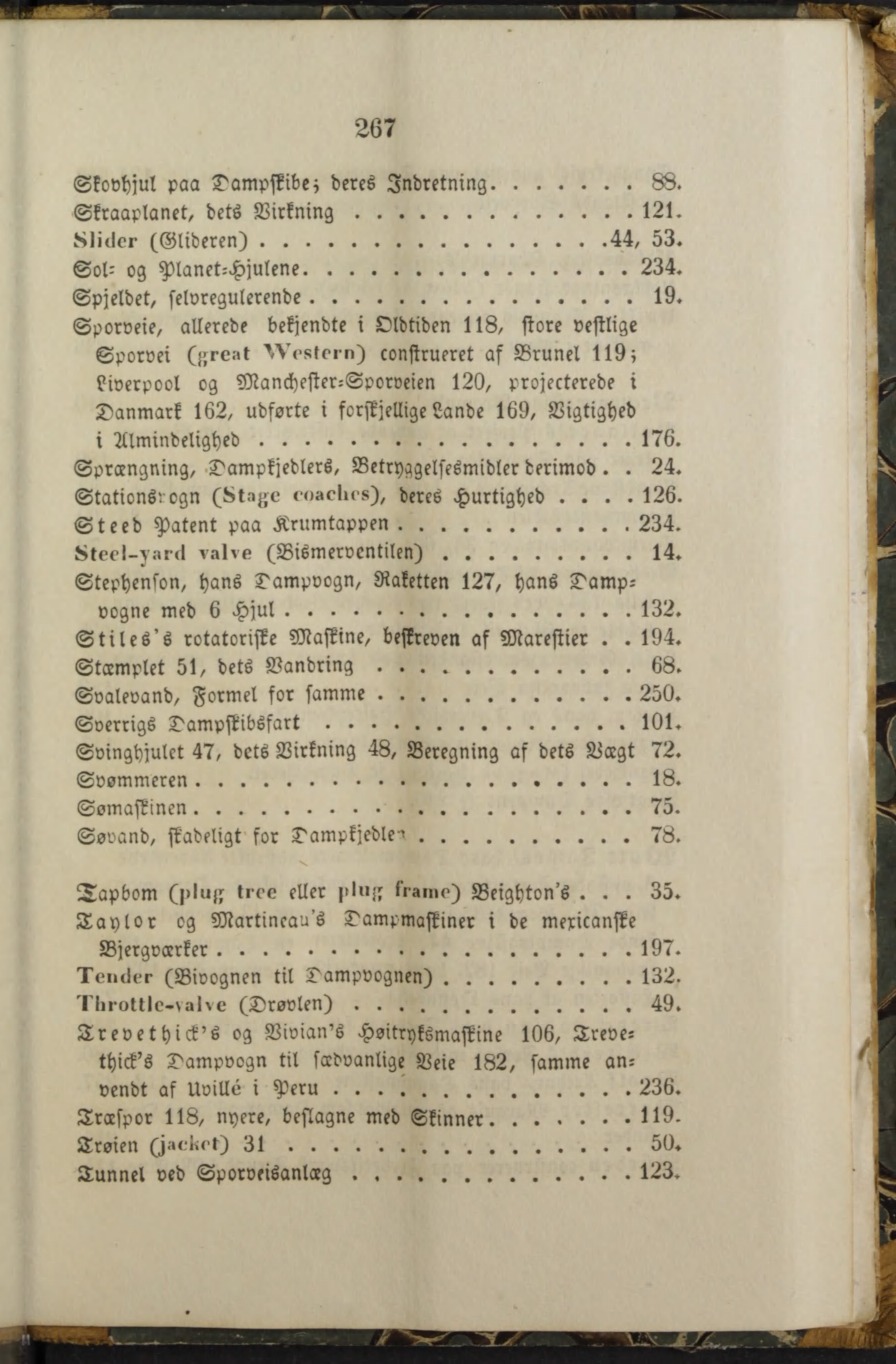 267
Skovhjul paa Dampskibe; deres Indretning. . . . . . . 88.
Skraaplanet, dets Virkning . . . . . . . . . . . . . 121.
Slider (Glideren) . . . . . . . . . . . . . . . .44, 53.
Sol- og Planet-Hjulene. . . . . . . . . . . . . . . 234.
Spjeldet, selvregulerende . . . . . . . . . . . . . . . 19.
Sporveie, allerede bekjendte i Oldtiden 118, store vestlige
Sporvei (great Western) construeret af Brunel 119;
Liverpool og Manchester-Sporveien 120, projecterede i
Danmark 162, udførte i forskjellige Lande 169, Vigtighed
i Almindelighed . . . . . . . . . . . . . . . . . 176.
Sprængning, Dampkjedlers, Betryggelsesmidler derimod . . 24.
Stationsvogn (Stage coaches), deres Hurtighed . . . . 126.
Steed Patent paa Krumtappen . . . . . . . . . . . 234.
Steel-yard valve (Bismerventilen) . . . . . . . . . 14.
Stephenson, hans Dampvogn, Raketten 127, hans Damp-
vogne med 6 Hjul . . . . . . . . . . . . . . . . 132.
Stiles's rotatoriske Maskine, beskreven af Marestier . . 194.
Stæmplet 51, dets Vandring . . . . . . . . . . . . 68.
Svalevand, Formel for samme . . . . . . . . . . . . 250.
Sverrigs Dampskibsfart . . . . . . . . . . . . . . 101.
Svinghjulet 47, dets Virkning 48, Beregning af dets Vægt 72.
Svømmeren . . . . . . . . . . . . . . . . . . . . 18.
Sømaskinen . . . . . . . . . . . . . . . . . . . . 75.
Søvand, skadeligt for Dampkjedler . . . . . . . . . . 78.
Tapbom (plug tree eller plug frame) Beighton's . . . 35.
Taylor og Martineau's Dampmaskiner i de mexicanske
Bjergværker . . . . . . . . . . . . . . . . . . . 197.
Tender (Bivognen til Dampvognen) . . . . . . . . . 132.
Throttle-valve (Drøvlen) . . . . . . . . . . . . . 49.
Trevethick's og Vivian's Høitryksmaskine 106, Treve-
thick's Dampvogn til sædvanlige Veie 182, samme an-
vendt af Uvillé i Peru . . . . . . . . . . . . . . 236.
Træspor 118, nyere, beslagne med Skinner. . . . . . . 119.
Trøien (jacket) 31 . . . . . . . . . . . . . . . . 50.
Tunnel ved Sporveisanlæg . . . . . . . . . . . . . 123.